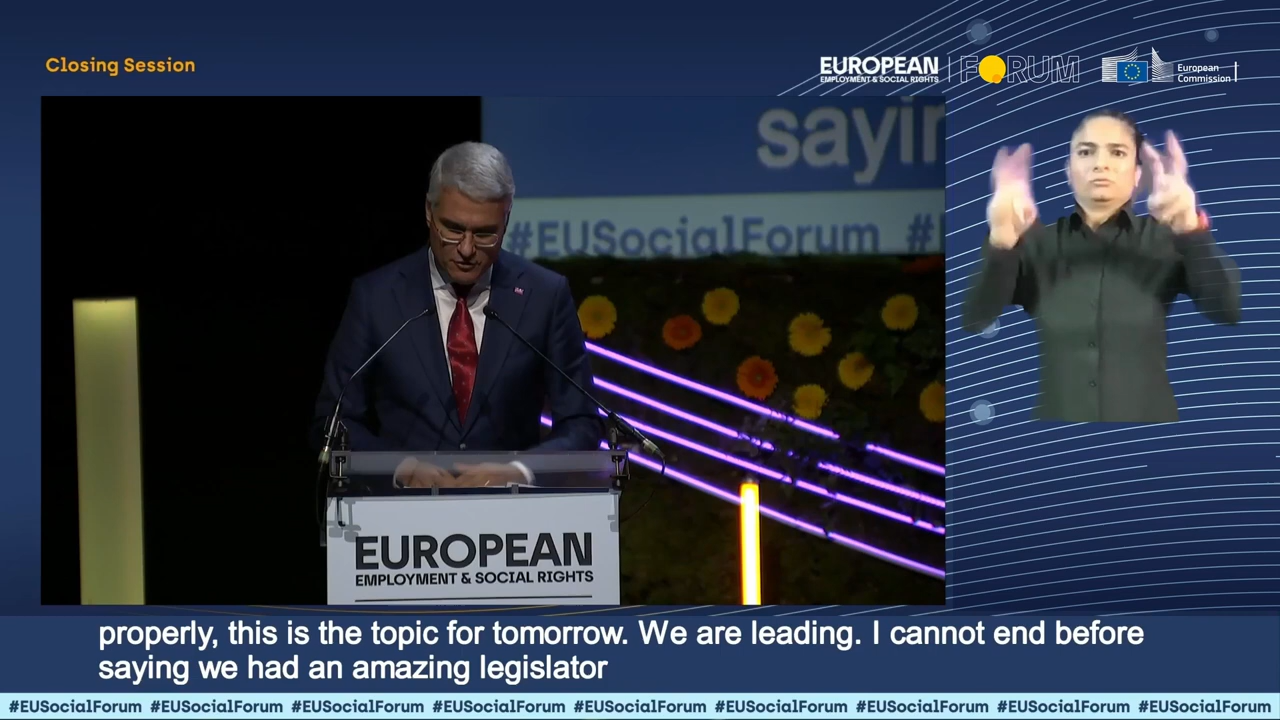 Closing Session
EUROPEAN
EMPLOYMENT & SOCIAL RIGHTS
FORUM
European
Commission
#EUSocialForum #
EUROPEAN
EMPLOYMENT & SOCIAL RIGHTS
properly, this is the topic for tomorrow. We are leading. I cannot end before
saying we had an amazing legislator
#EUSocialForum #EUSocialForum #EUSocialForum #EUSocialForum #EUSocialForum #EUSocialForum #EUSocialForum #EUSocialForum #EUSocialForum